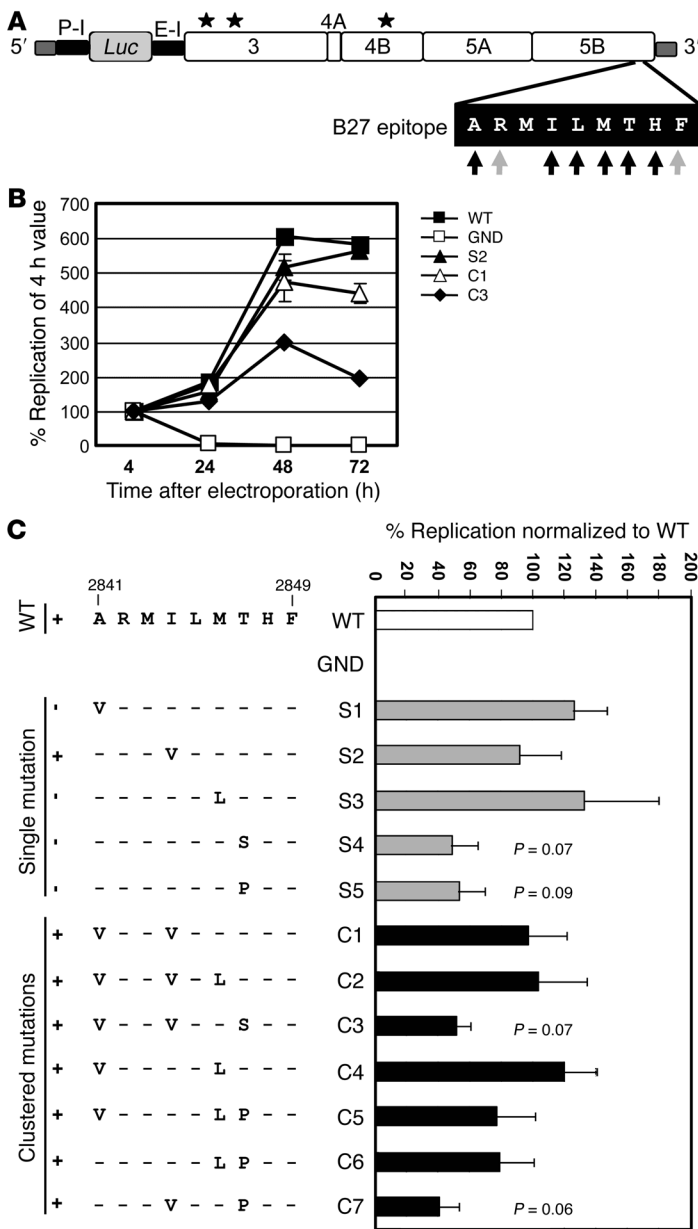 A
P-I E-I 4A
5′ Luc 3 4B 5A 5B 3′
B27 epitope A R M I L M T H F
B
700
600
500
400
300
200
100
0
% Replication of 4 h value
4 24 48 72
Time after electroporation (h)
WT
GND
S2
C1
C3
C
% Replication normalized to WT
0 20 40 60 80 100 120 140 160 180 200
2841 2849
WT + A R M I L M T H F WT
GND
Single mutation
- V - - - - - - - - S1
+ - - - V - - - - - S2
- - - - - - L - - - S3
- - - - - - - S - - S4 P = 0.07
- - - - - - - P - - S5 P = 0.09
Clustered mutations
+ V - - V - - - - - C1
+ V - - V - L - - - C2
+ V - - V - - S - - C3 P = 0.07
+ V - - - - L - - - C4
+ V - - - - L P - - C5
+ - - - - - L P - - C6
+ - - - V - - P - - C7 P = 0.06